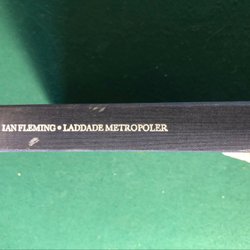 IAN FLEMING • LADDADE METROPOLER